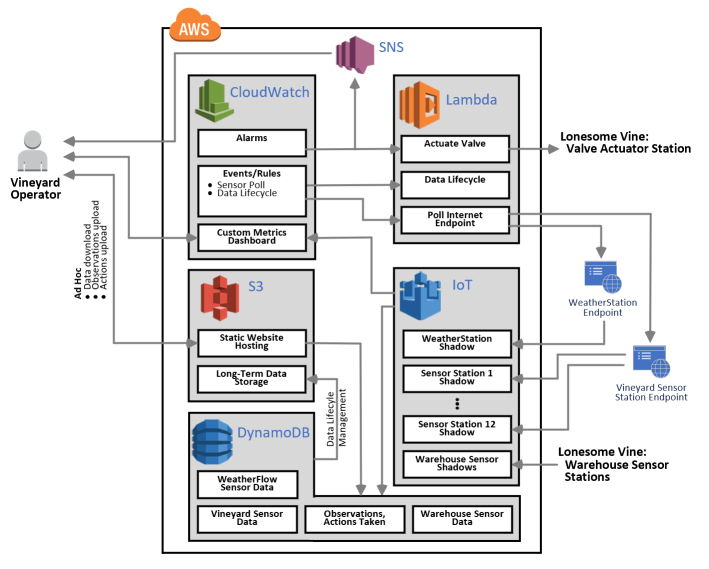 AWS
SNS
CloudWatch
Alarms
Events/Rules
• Sensor Poll
• Data Lifecycle
Custom Metrics
Dashboard
Lambda
Actuate Valve
Data Lifecycle
Poll Internet
Endpoint
Lonesome Vine:
Valve Actuator Station
Vineyard
Operator
Ad Hoc
• Data download
• Observations upload
• Actions upload
S3
Static Website
Hosting
Long-Term Data
Storage
IoT
WeatherStation
Shadow
Sensor Station 1
Shadow
Sensor Station 12
Shadow
Warehouse Sensor
Shadows
WeatherStation
Endpoint
Vineyard Sensor
Station Endpoint
Lonesome Vine:
Warehouse Sensor
Stations
Data Lifecyle
Management
DynamoDB
WeatherFlow
Sensor Data
Vineyard Sensor
Data
Observations,
Actions Taken
Warehouse Sensor
Data